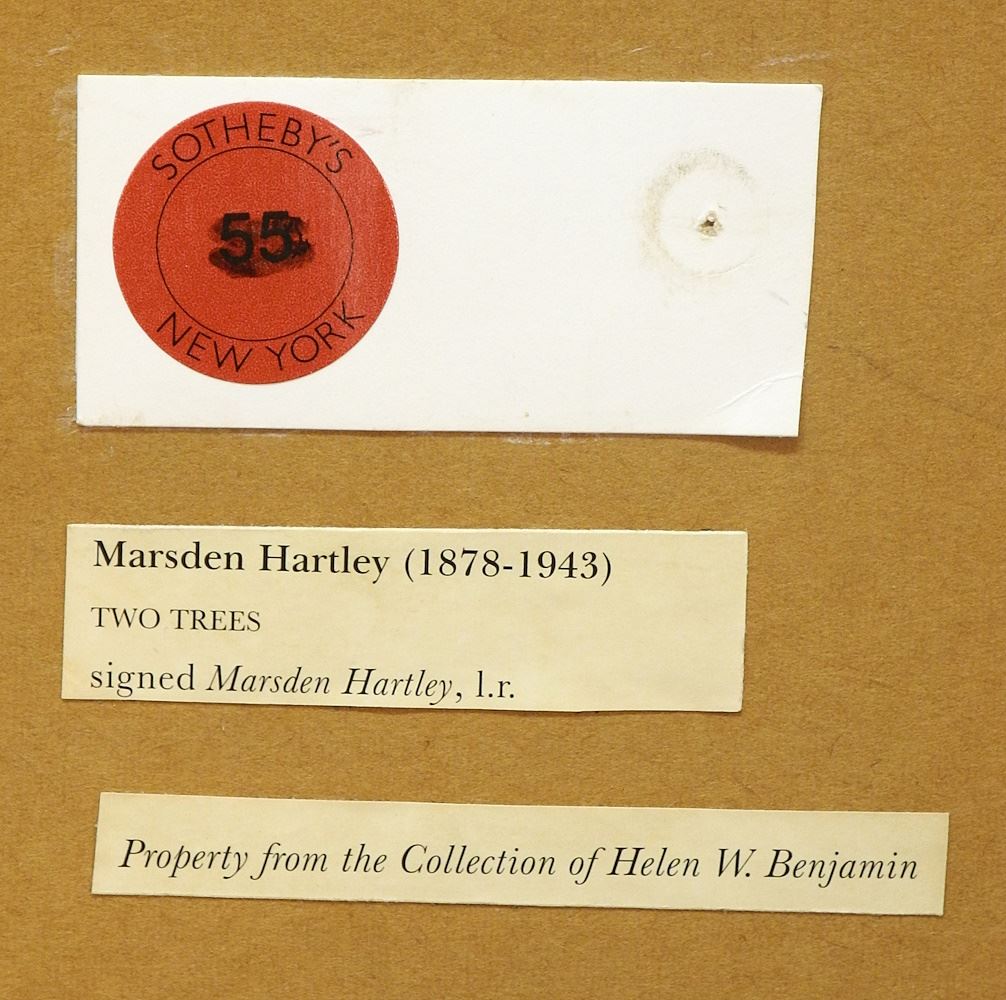 SOTHEBY'S
55
NEW YORK
Marsden Hartley (1878-1943)
TWO TREES
signed Marsden Hartley, l.r.
Property from the Collection of Helen W. Benjamin